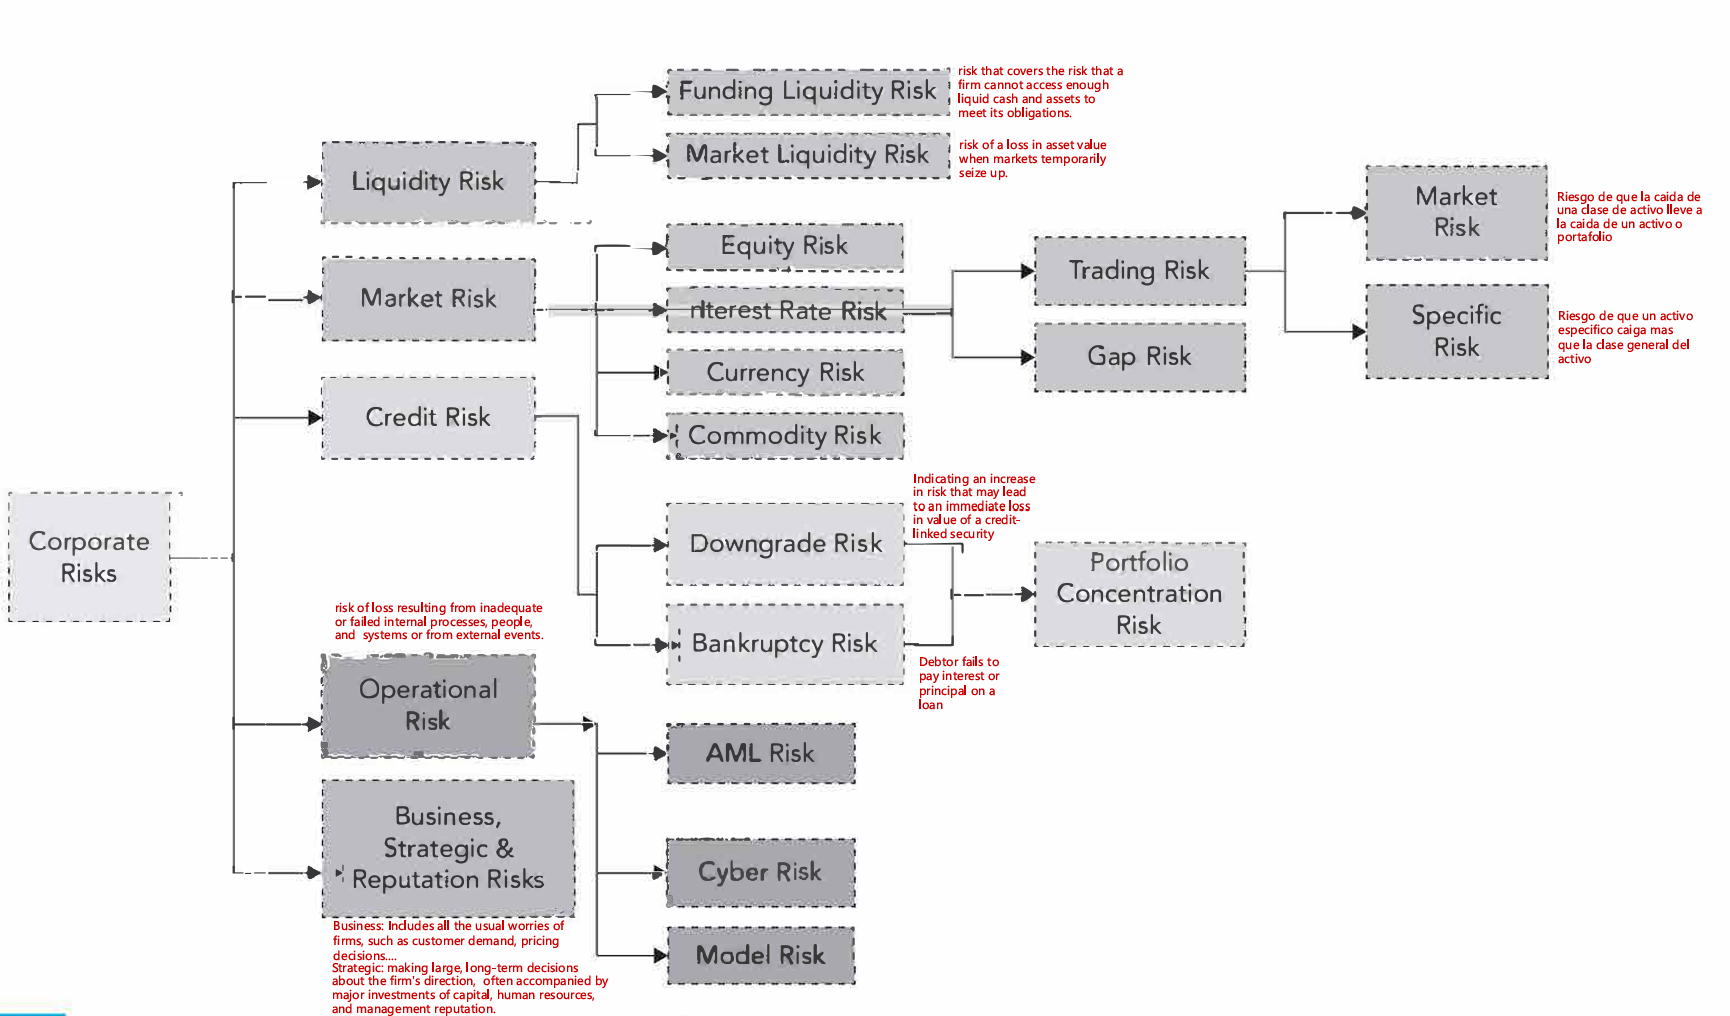 Corporate
Risks
Liquidity Risk
Funding Liquidity Risk
risk that covers the risk that a
firm cannot access enough
liquid cash and assets to
meet its obligations.
Market Liquidity Risk
risk of a loss in asset value
when markets temporarily
seize up.
Market Risk
Equity Risk
nterest Rate Risk
Currency Risk
Commodity Risk
Trading Risk
Gap Risk
Market
Risk
Riesgo de que la caida de
una clase de activo lleve a
la caida de un activo o
portafolio
Specific
Risk
Riesgo de que un activo
especifico caiga mas
que la clase general del
activo
Credit Risk
Downgrade Risk
Indicating an increase
in risk that may lead
to an immediate loss
in value of a credit-
linked security
Bankruptcy Risk
Debtor fails to
pay interest or
principal on a
loan
Portfolio
Concentration
Risk
risk of loss resulting from inadequate
or failed internal processes, people,
and systems or from external events.
Operational
Risk
AML Risk
Cyber Risk
Model Risk
Business,
Strategic &
Reputation Risks
Business: Includes all the usual worries of
firms, such as customer demand, pricing
decisions....
Strategic: making large, long-term decisions
about the firm's direction, often accompanied by
major investments of capital, human resources,
and management reputation.